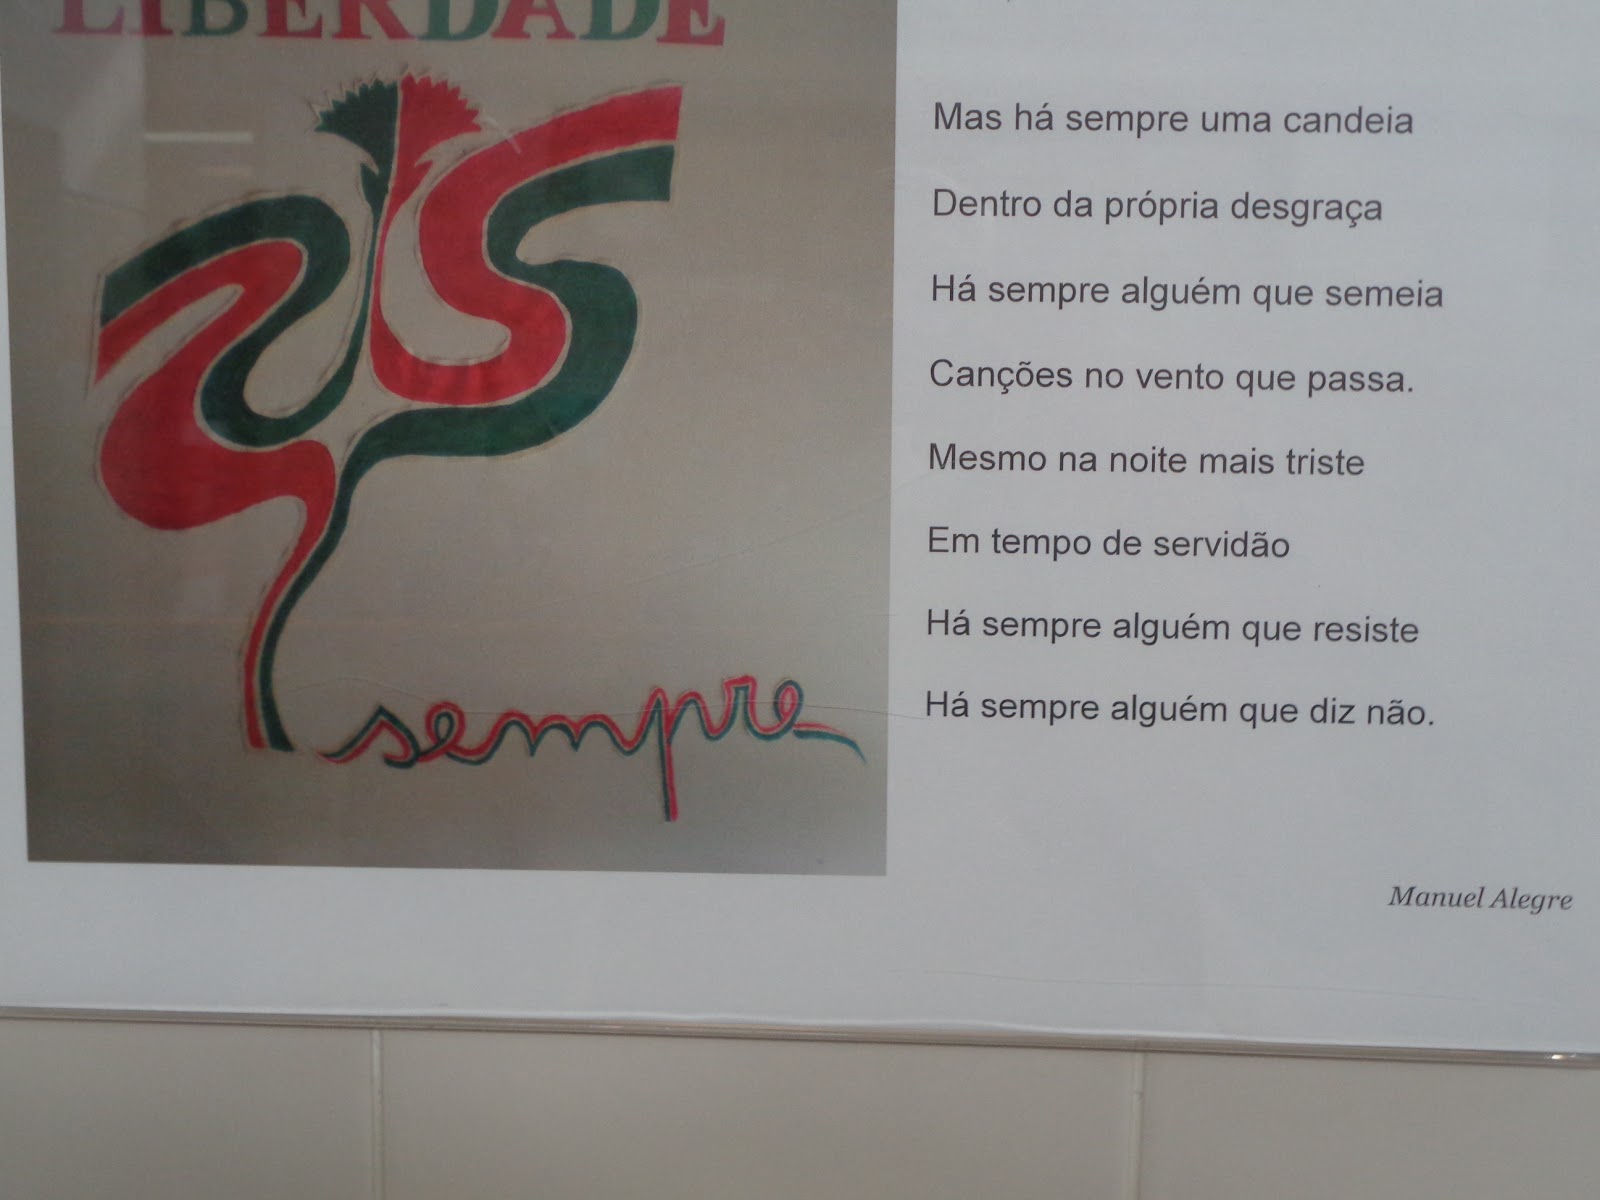 LIBERDADE
25
sempre
Mas há sempre uma candeia
Dentro da própria desgraça
Há sempre alguém que semeia
Canções no vento que passa.
Mesmo na noite mais triste
Em tempo de servidão
Há sempre alguém que resiste
Há sempre alguém que diz não.
Manuel Alegre